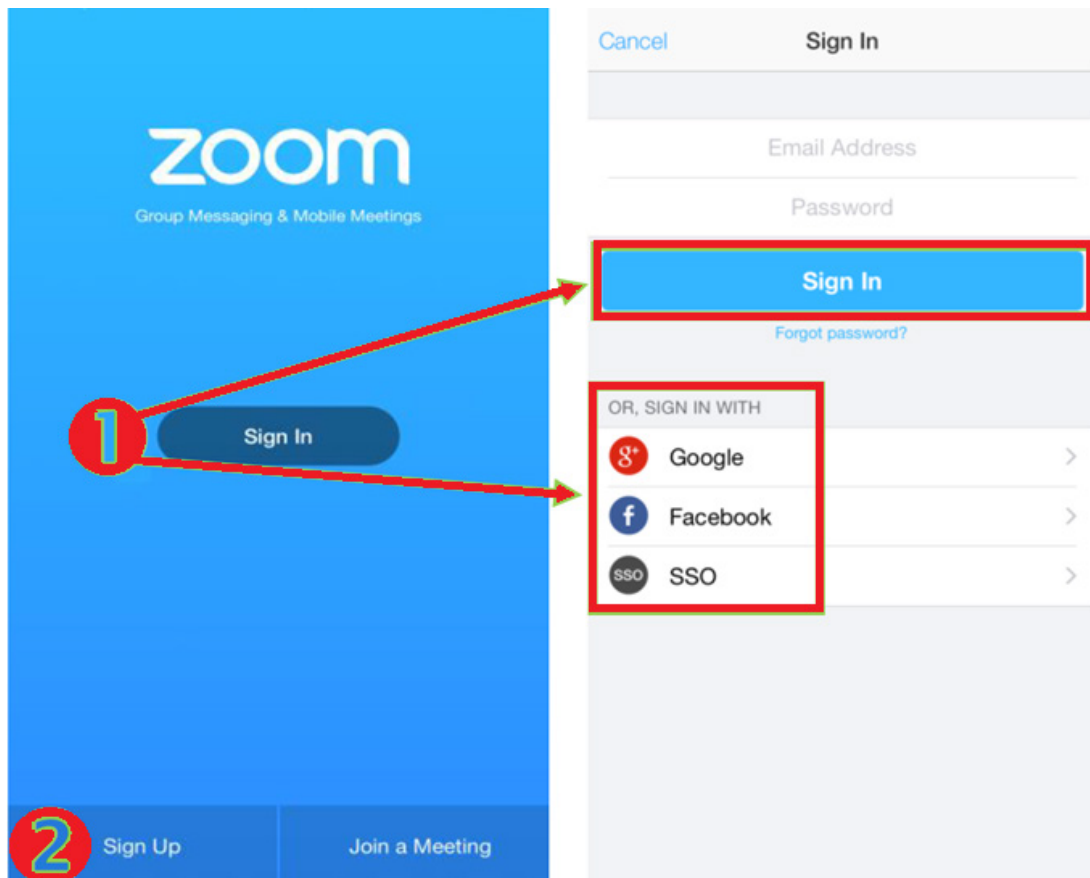 zoom
Group Messaging & Mobile Meetings
1
Sign In
2
Sign Up
Join a Meeting
Cancel
Sign In
Email Address
Password
Sign In
Forgot password?
OR, SIGN IN WITH
g+ Google
f Facebook
SSO SSO